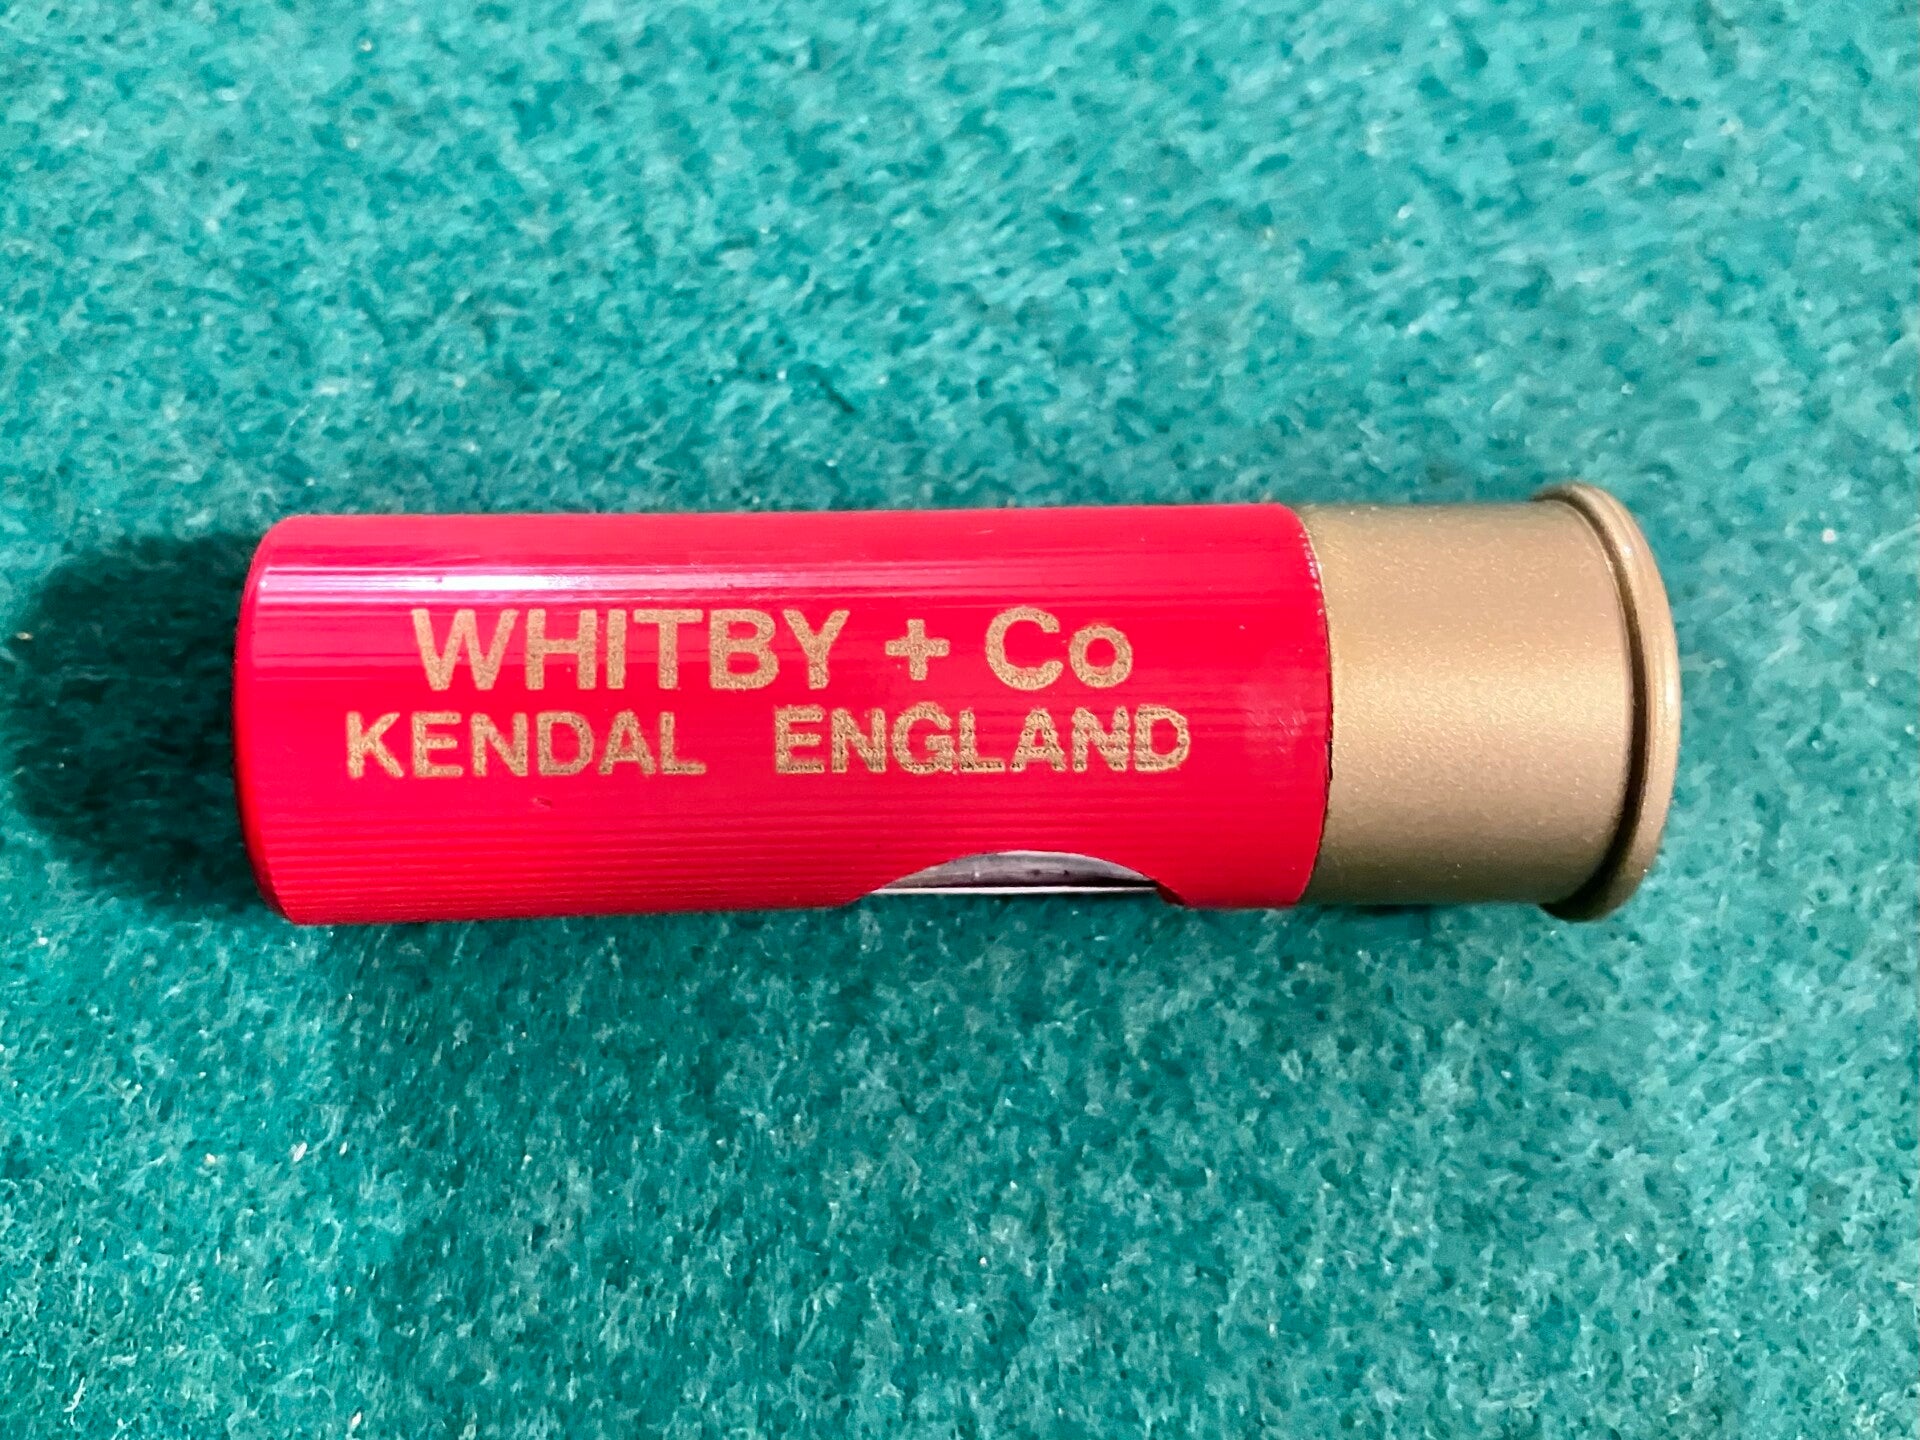 WHITBY + Co
KENDAL ENGLAND